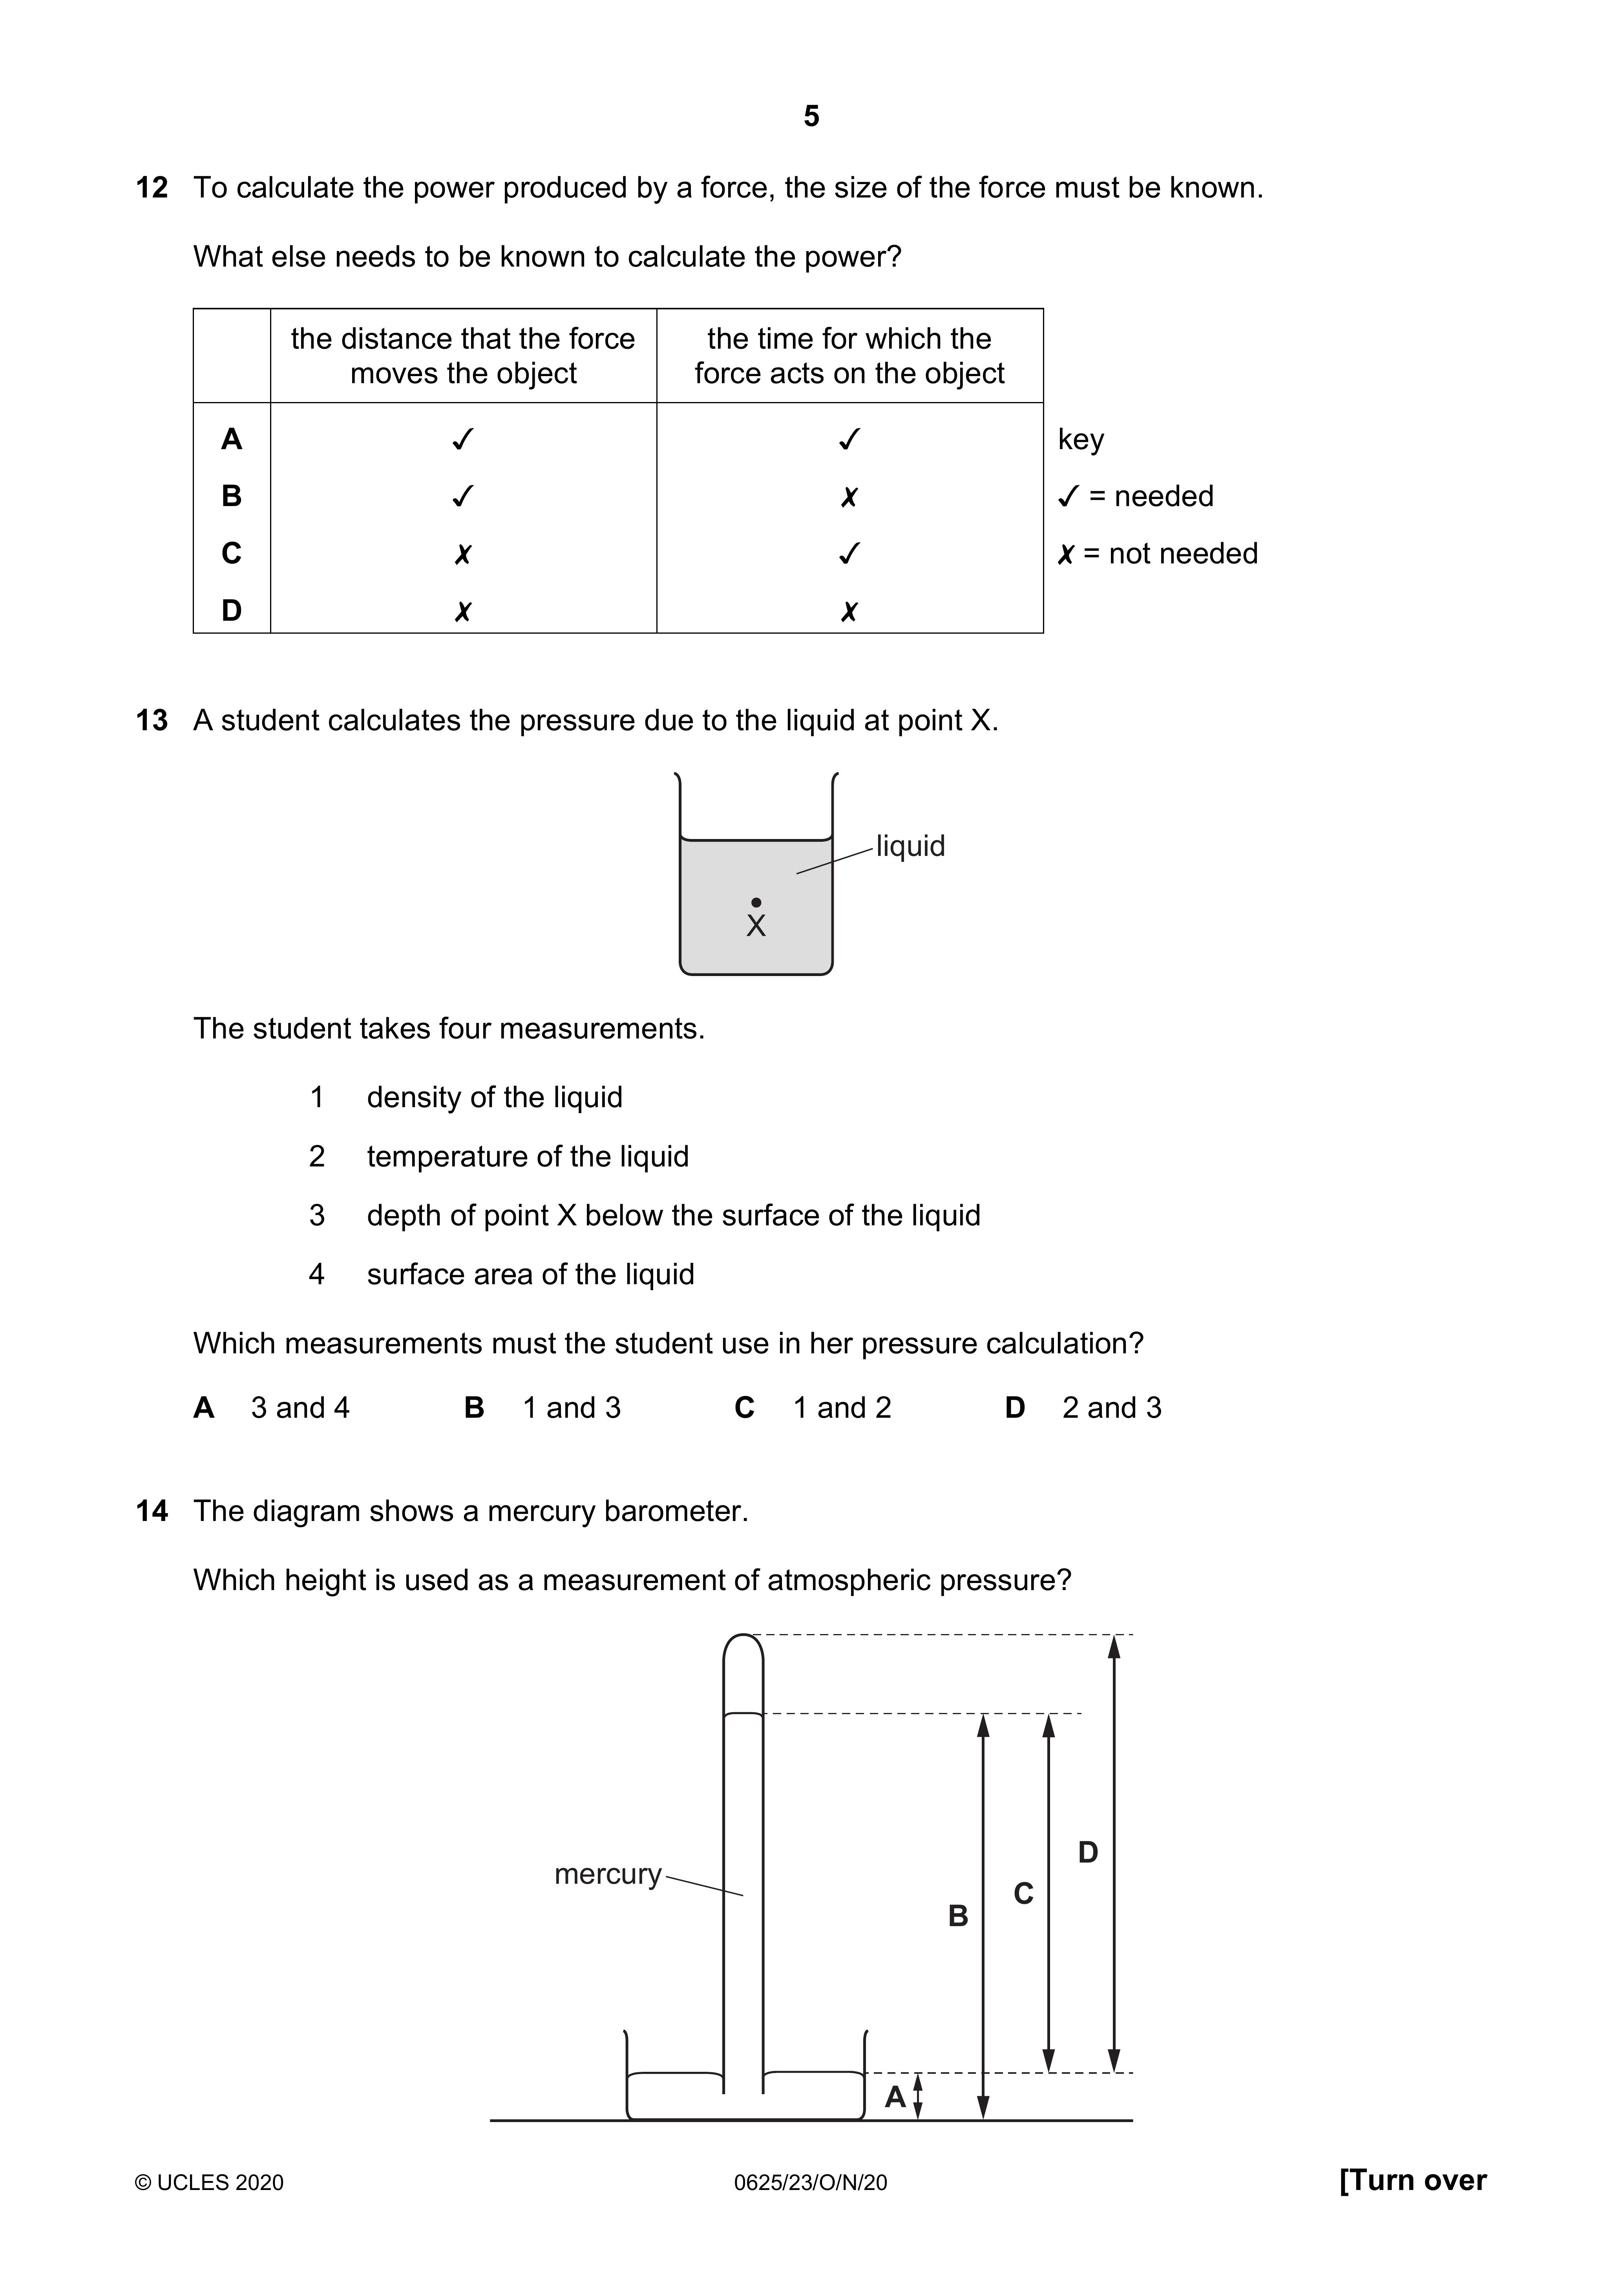 5
12 To calculate the power produced by a force, the size of the force must be known.
What else needs to be known to calculate the power?
the distance that the force moves the object
the time for which the force acts on the object
A ✓ ✓ key
B ✓ ✗ ✓ = needed
C ✗ ✓ ✗ = not needed
D ✗ ✗
13 A student calculates the pressure due to the liquid at point X.
liquid
X
The student takes four measurements.
1 density of the liquid
2 temperature of the liquid
3 depth of point X below the surface of the liquid
4 surface area of the liquid
Which measurements must the student use in her pressure calculation?
A 3 and 4 B 1 and 3 C 1 and 2 D 2 and 3
14 The diagram shows a mercury barometer.
Which height is used as a measurement of atmospheric pressure?
D
mercury
C
B
A
© UCLES 2020 0625/23/O/N/20 [Turn over